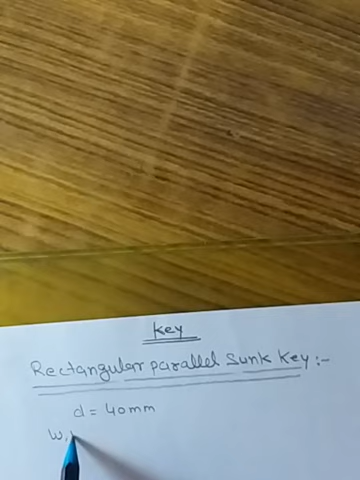 Key
Rectangular parallel Sunk Key :-
d = 40mm
W,